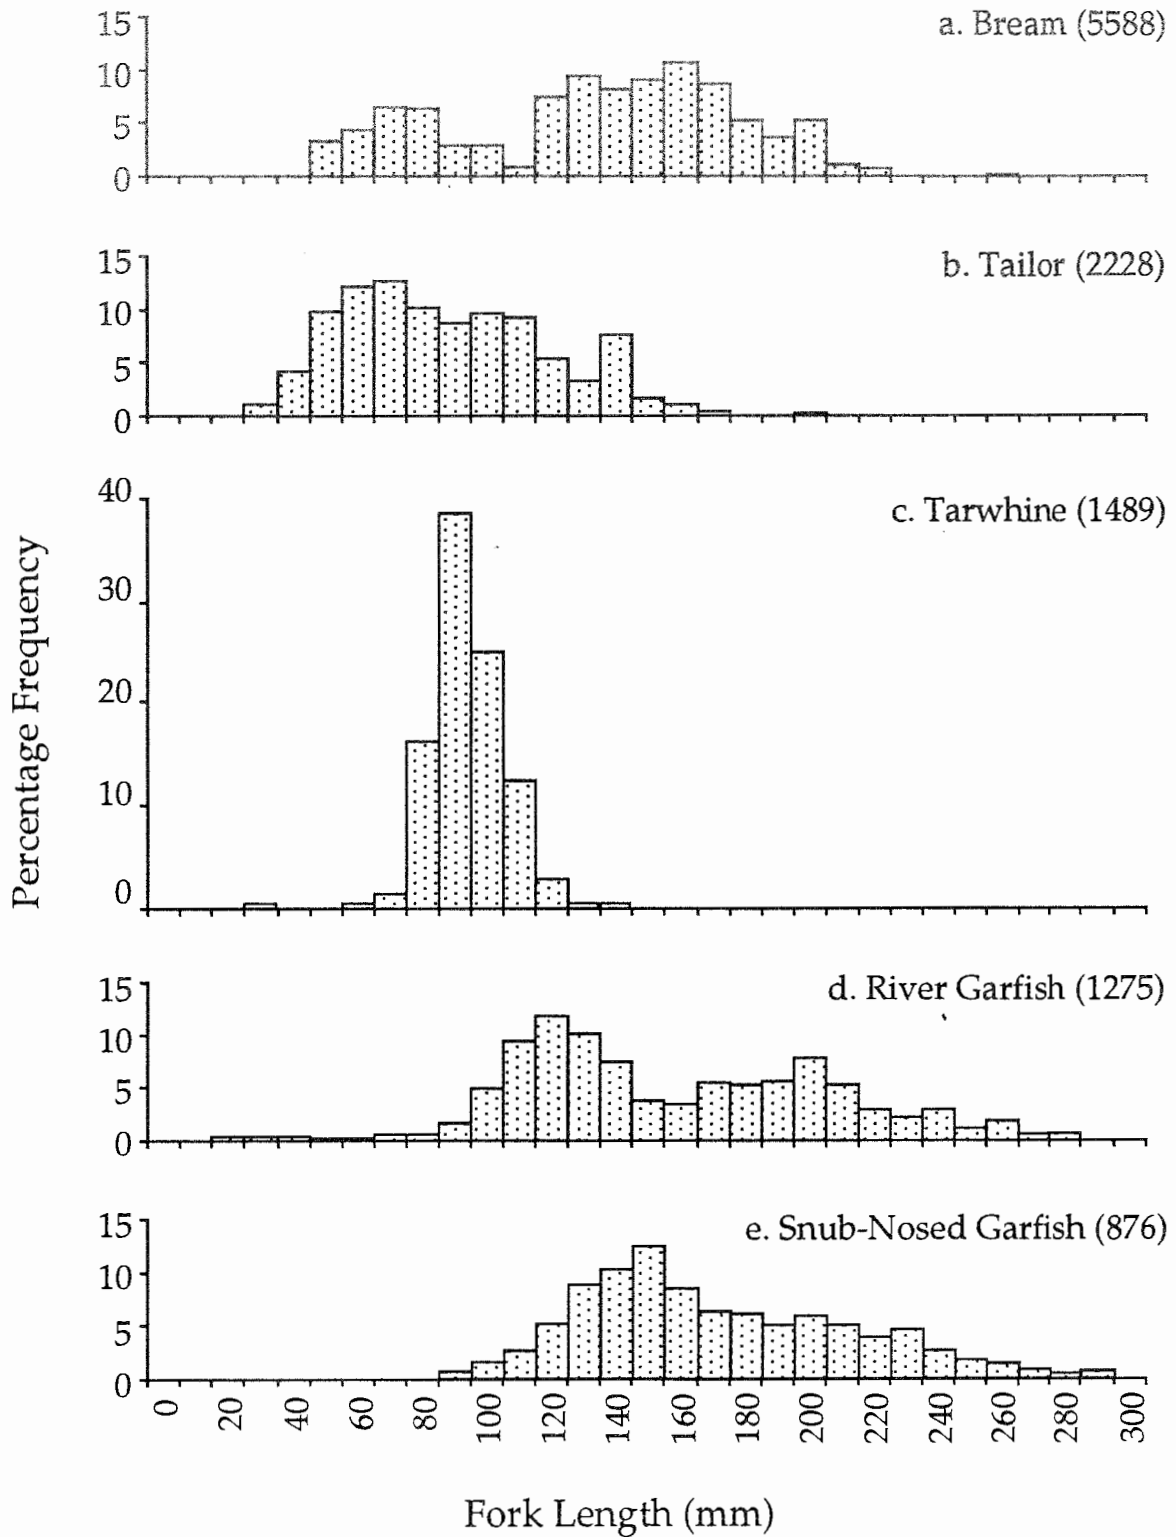 a. Bream (5588)
15
10
5
0
b. Tailor (2228)
15
10
5
0
c. Tarwhine (1489)
40
30
20
10
0
Percentage Frequency
d. River Garfish (1275)
15
10
5
0
e. Snub-Nosed Garfish (876)
15
10
5
0
0 20 40 60 80 100 120 140 160 180 200 220 240 260 280 300
Fork Length (mm)